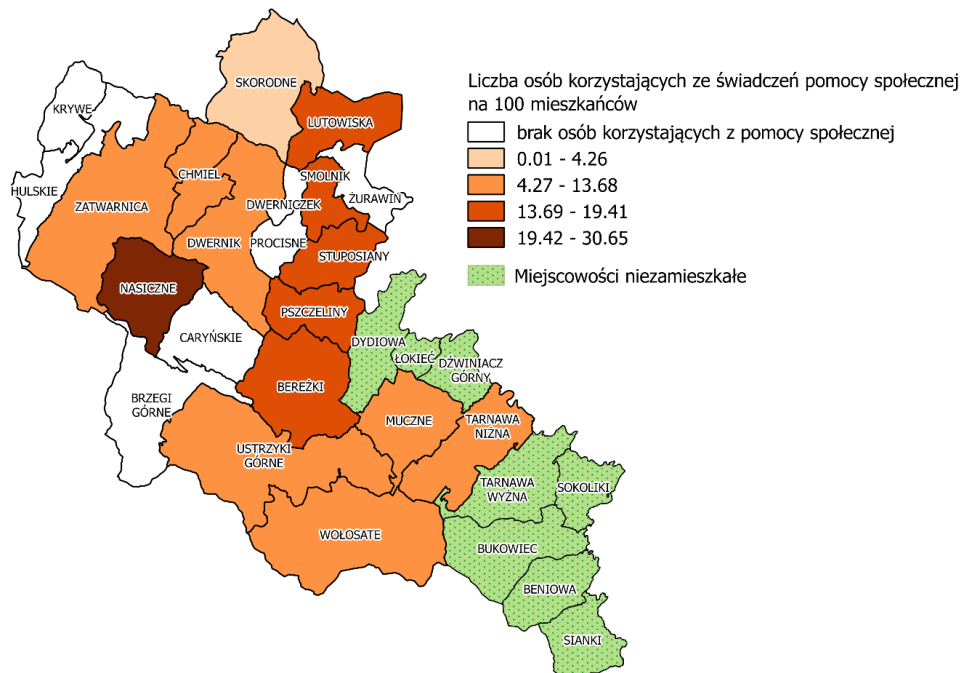 Liczba osób korzystających ze świadczeń pomocy społecznej
na 100 mieszkańców
brak osób korzystających z pomocy społecznej
0.01 - 4.26
4.27 - 13.68
13.69 - 19.41
19.42 - 30.65
Miejscowości niezamieszkałe
SKORODNE
KRYWE
LUTOWISKA
HULSKIE
CHMIEL
SMOLNIK
ŻURAWIN
ZATWARNICA
DWERNICZEK
DWERNIK
PROCISNE
STUPOSIANY
NASICZNE
PSZCZELINY
CARYŃSKIE
DYDIOWA
ŁOKIEĆ
DŹWINIACZ
GÓRNY
BEREŻKI
BRZEGI
GÓRNE
MUCZNE
TARNAWA
NIŻNA
USTRZYKI
GÓRNE
TARNAWA
WYŻNA
SOKOLIKI
WOŁOSATE
BUKOWIEC
BENIOWA
SIANKI